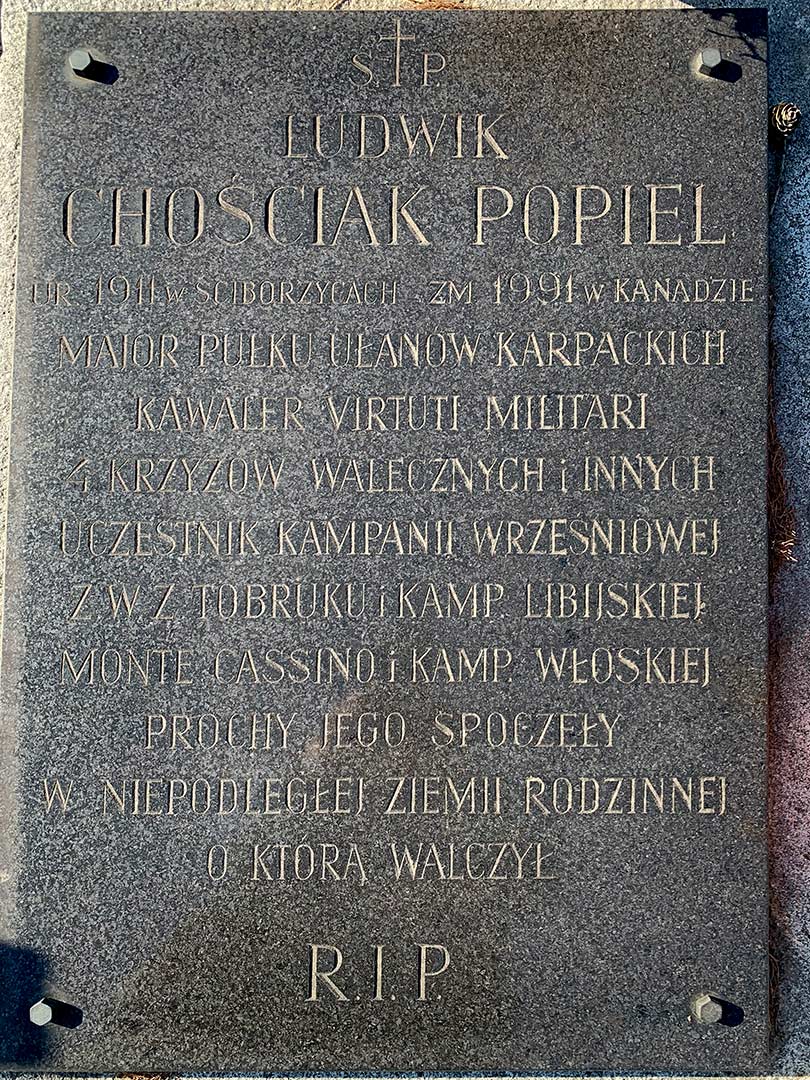 Ś † P
LUDWIK
CHOŚCIAK POPIEL
UR 1911 W ŚCIBORZYCACH ZM 1991 W KANADZIE
MAJOR PUŁKU UŁANÓW KARPACKICH
KAWALER VIRTUTI MILITARI
4 KRZYŻÓW WALECZNYCH i INNYCH
UCZESTNIK KAMPANII WRZEŚNIOWEJ
Z W Z TOBRUKU i KAMP. LIBIJSKIEJ
MONTE CASSINO i KAMP. WŁOSKIEJ
PROCHY JEGO SPOCZĘŁY
W NIEPODLEGŁEJ ZIEMII RODZINNEJ
O KTÓRĄ WALCZYŁ
R.I.P.